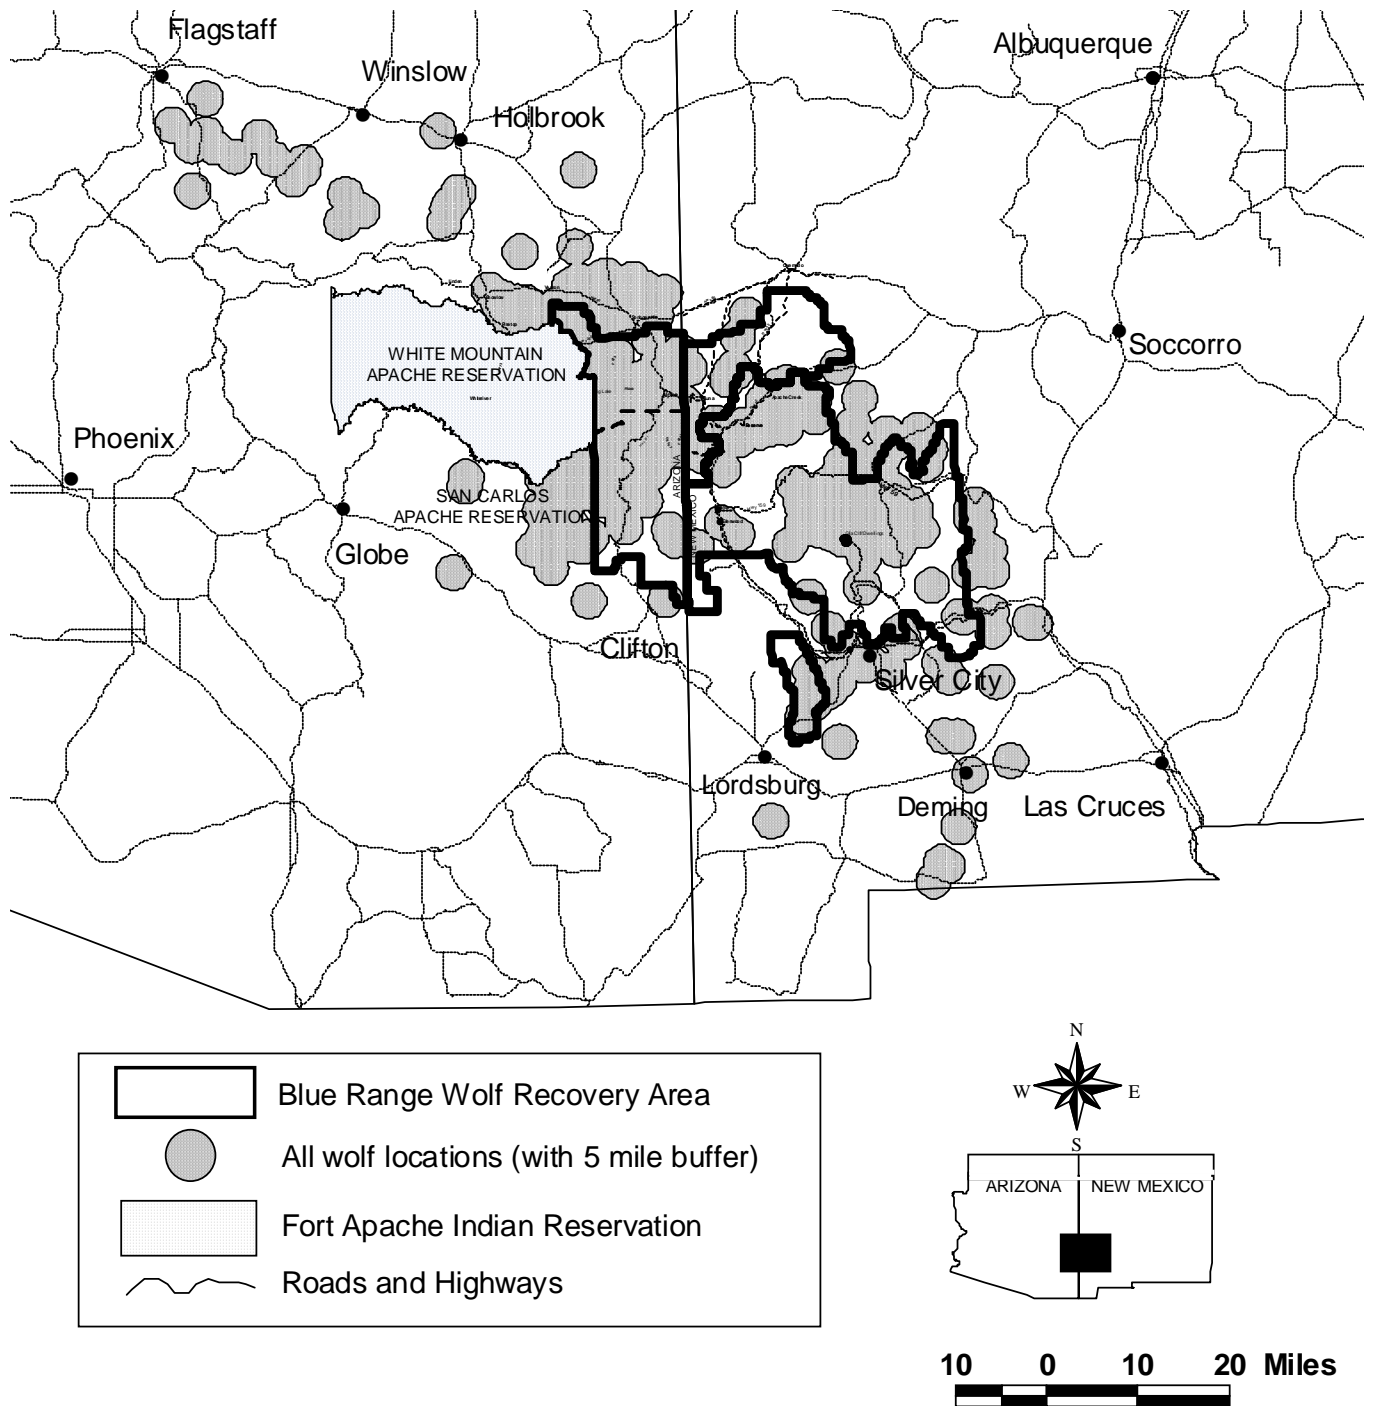 Flagstaff
Albuquerque
Winslow
Holbrook
WHITE MOUNTAIN
APACHE RESERVATION
Soccorro
Phoenix
ARIZONA
NEW MEXICO
SAN CARLOS
APACHE RESERVATION
Globe
Clifton
Silver City
Lordsburg
Deming
Las Cruces
Blue Range Wolf Recovery Area
All wolf locations (with 5 mile buffer)
Fort Apache Indian Reservation
Roads and Highways
N
W
E
S
ARIZONA
NEW MEXICO
10 0 10 20 Miles